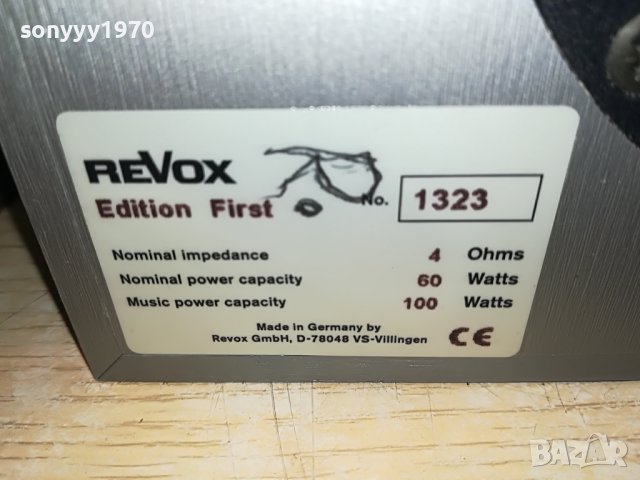 sonyyy1970
REVOX
Edition First
No. 1323
Nominal impedance 4 Ohms
Nominal power capacity 60 Watts
Music power capacity 100 Watts
Made in Germany by
Revox GmbH, D-78048 VS-Villingen
CE
BAZAR